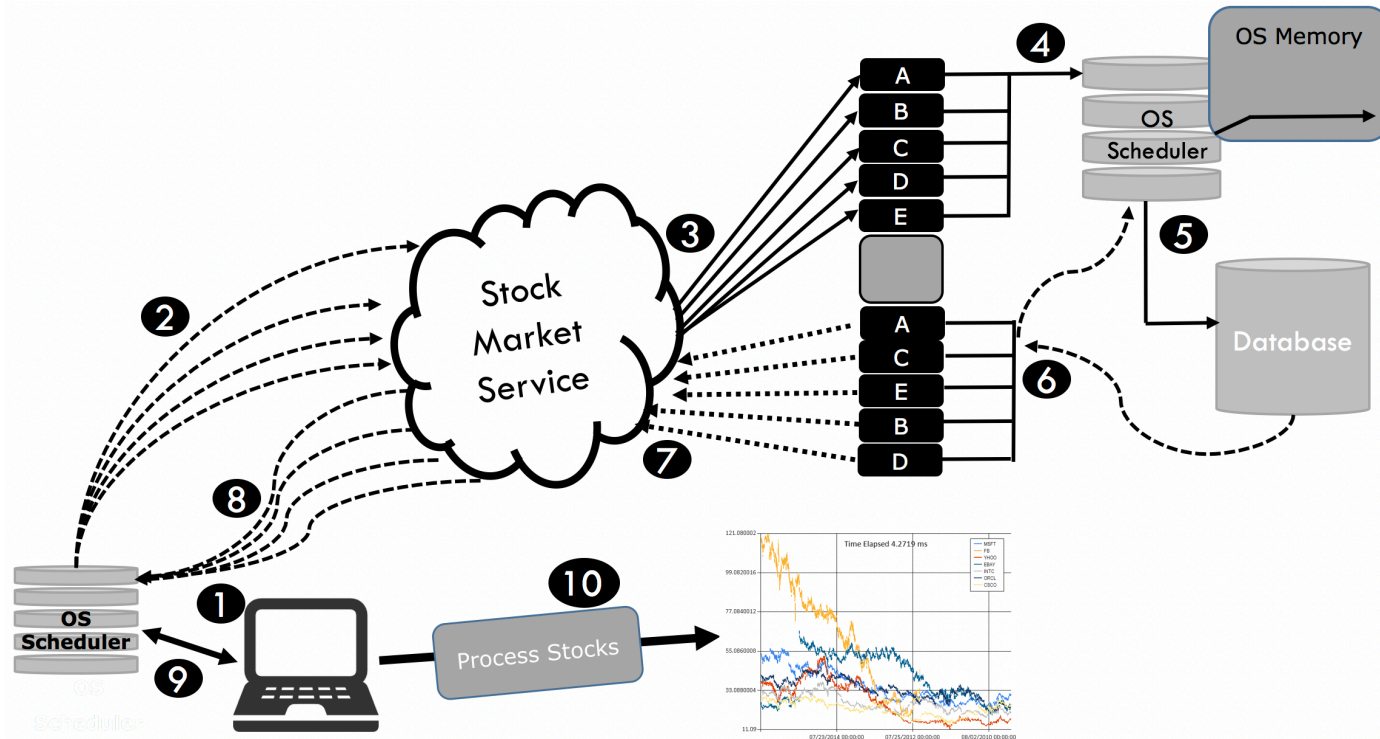 4
A
OS Memory
B
OS
C
Scheduler
D
3
E
5
2
Stock
Market
Service
A
Database
C
6
E
B
7
D
8
121.080002
Time Elapsed 4.2719 ms
MSFT
FB
YHOO
EBAY
INTC
ORCL
CSCO
99.0820016
77.0840012
55.0860008
33.0880004
11.09
07/23/2014 00:00:00
07/25/2012 00:00:00
08/02/2010 00:00:00
1
10
OS
Scheduler
Process Stocks
9
OS
Scheduler